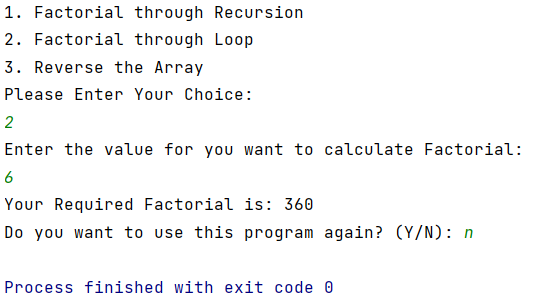 1. Factorial through Recursion
2. Factorial through Loop
3. Reverse the Array
Please Enter Your Choice:
2
Enter the value for you want to calculate Factorial:
6
Your Required Factorial is: 360
Do you want to use this program again? (Y/N): n
Process finished with exit code 0